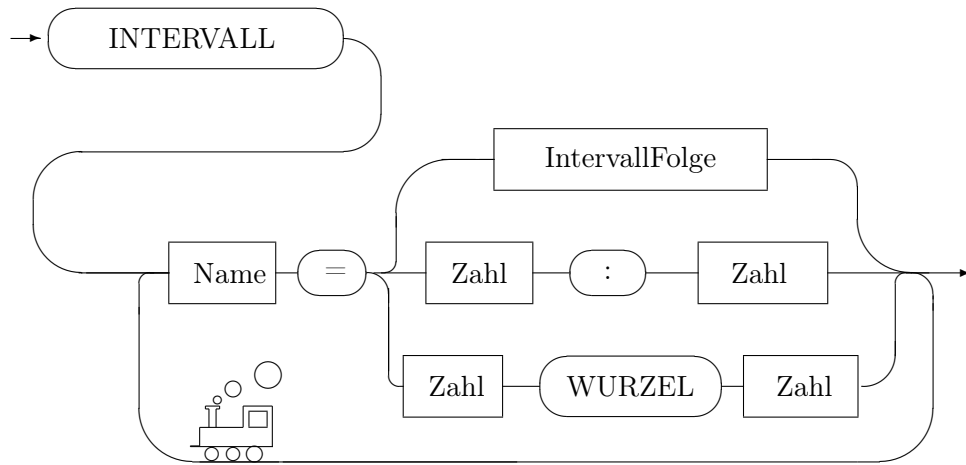 INTERVALL
IntervallFolge
Name = Zahl : Zahl
Zahl WURZEL Zahl